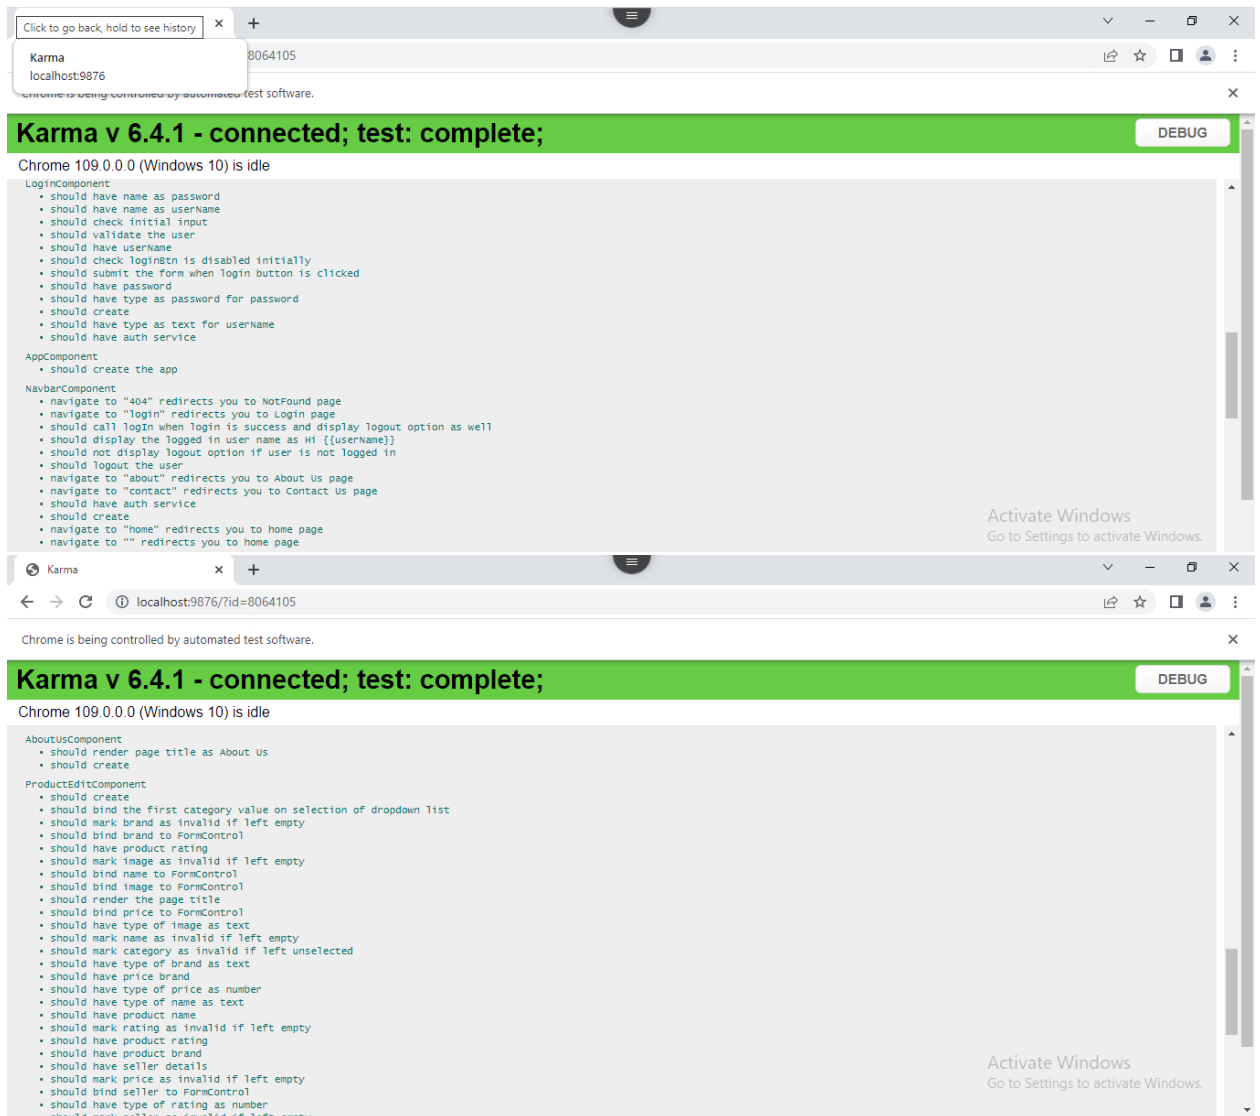 Click to go back, hold to see history
Karma
localhost:9876
8064105
Chrome is being controlled by automated test software.
Karma v 6.4.1 - connected; test: complete;
DEBUG
Chrome 109.0.0.0 (Windows 10) is idle
LoginComponent
• should have name as password
• should have name as userName
• should check initial input
• should validate the user
• should have userName
• should check loginBtn is disabled initially
• should submit the form when login button is clicked
• should have password
• should have type as password for password
• should create
• should have type as text for userName
• should have auth service
AppComponent
• should create the app
NavbarComponent
• navigate to "404" redirects you to NotFound page
• navigate to "login" redirects you to Login page
• should call logIn when login is success and display logout option as well
• should display the logged in user name as Hi {{userName}}
• should not display logout option if user is not logged in
• should logout the user
• navigate to "about" redirects you to About Us page
• navigate to "contact" redirects you to Contact Us page
• should have auth service
• should create
• navigate to "home" redirects you to home page
• navigate to "" redirects you to home page
Activate Windows
Go to Settings to activate Windows.
Karma
localhost:9876/?id=8064105
Chrome is being controlled by automated test software.
Karma v 6.4.1 - connected; test: complete;
DEBUG
Chrome 109.0.0.0 (Windows 10) is idle
AboutUsComponent
• should render page title as About Us
• should create
ProductEditComponent
• should create
• should bind the first category value on selection of dropdown list
• should mark brand as invalid if left empty
• should bind brand to FormControl
• should have product rating
• should mark image as invalid if left empty
• should bind name to FormControl
• should bind image to FormControl
• should render the page title
• should bind price to FormControl
• should have type of image as text
• should mark name as invalid if left empty
• should mark category as invalid if left unselected
• should have type of brand as text
• should have price brand
• should have type of price as number
• should have type of name as text
• should have product name
• should mark rating as invalid if left empty
• should have product rating
• should have product brand
• should have seller details
• should mark price as invalid if left empty
• should bind seller to FormControl
• should have type of rating as number
• should mark seller as invalid if left empty
Activate Windows
Go to Settings to activate Windows.